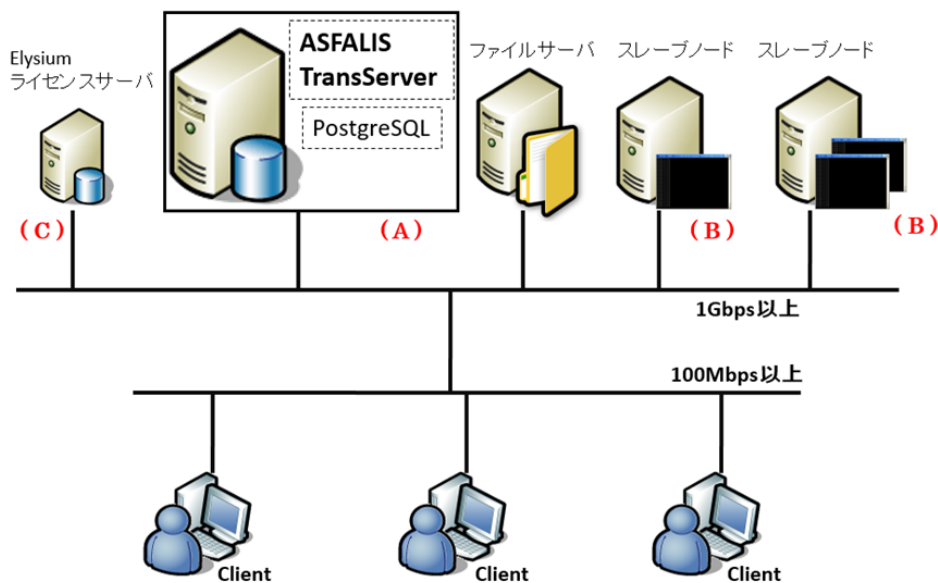 Elysium
ライセンスサーバ
ASFALIS
TransServer
PostgreSQL
ファイルサーバ
スレーブノード
スレーブノード
(C)
(A)
(B)
(B)
1Gbps以上
100Mbps以上
Client
Client
Client